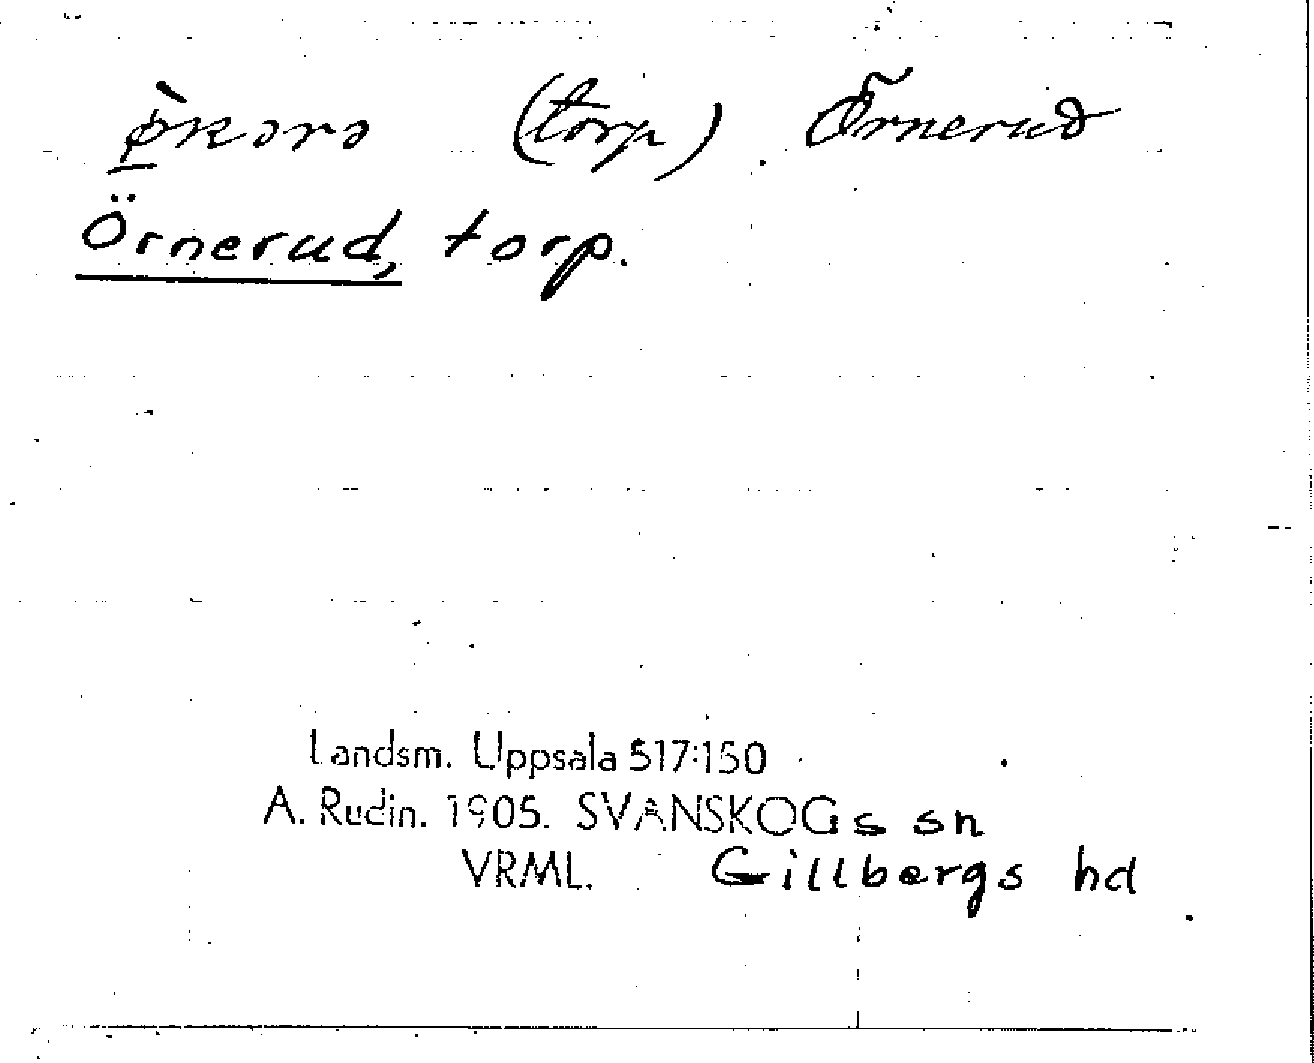 (torp) Örnerud
Örnerud, torp.
Landsm. Uppsala 517:150
A. Rudin. 1905. SVANSKOGs sn
VRML. Gillbergs hd